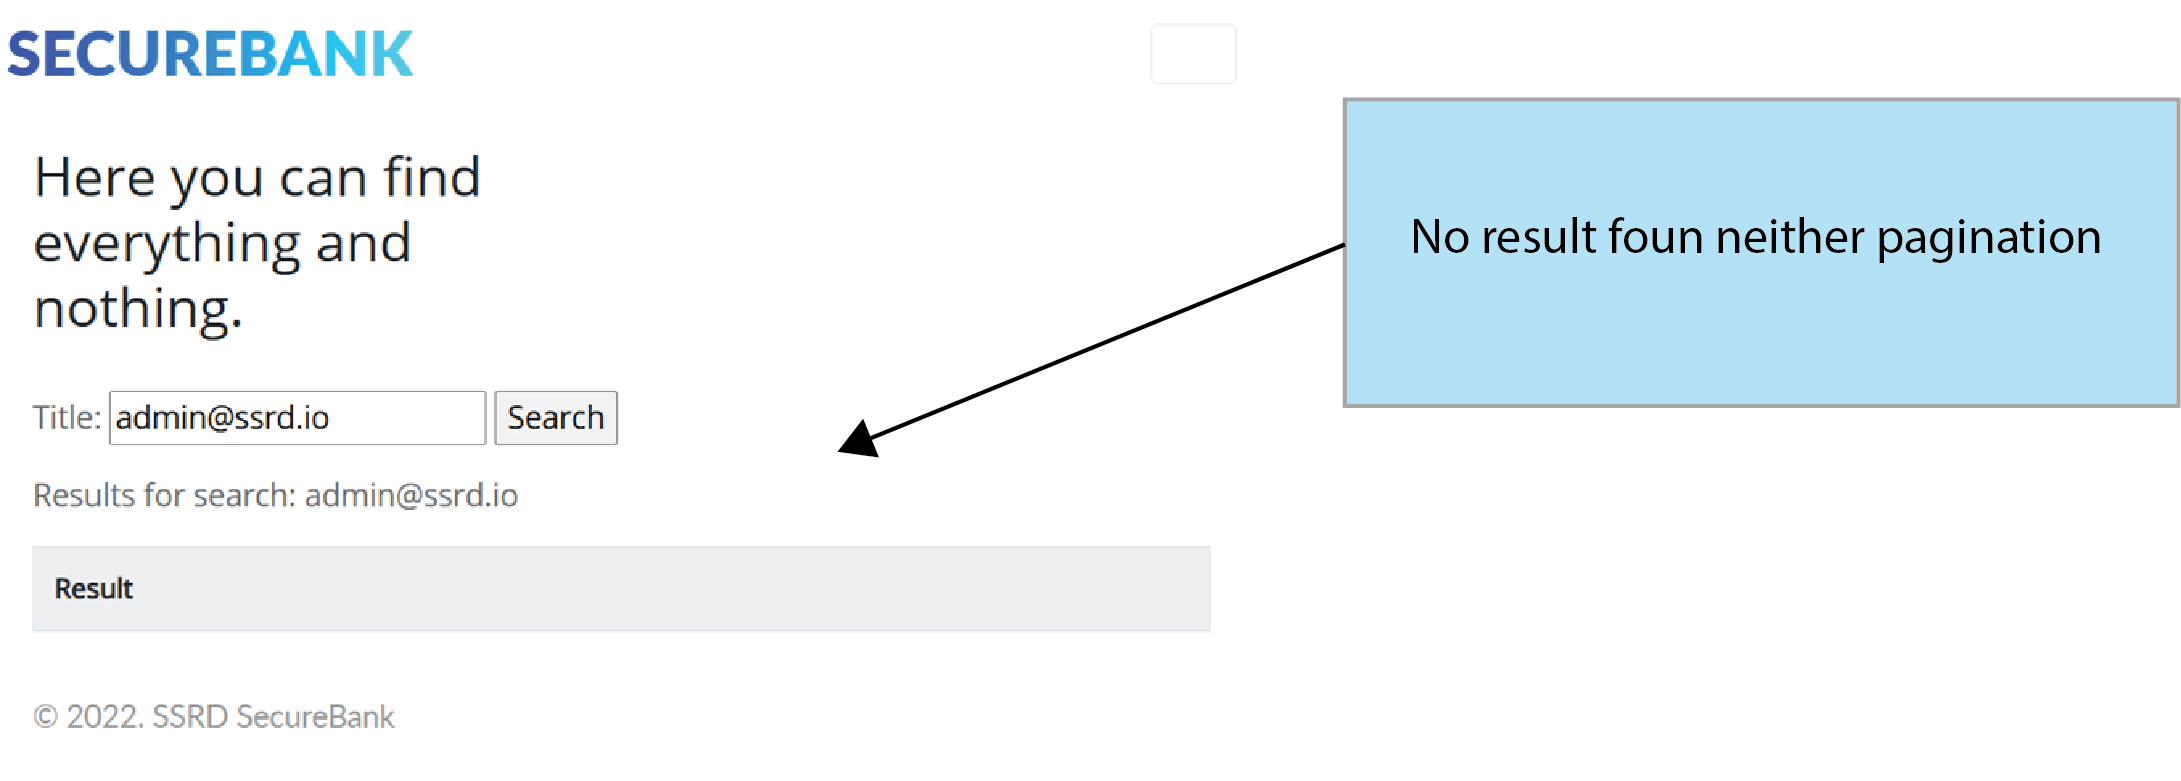 SECUREBANK
Here you can find
everything and
nothing.
Title: admin@ssrd.io Search
Results for search: admin@ssrd.io
Result
© 2022. SSRD SecureBank
No result foun neither pagination